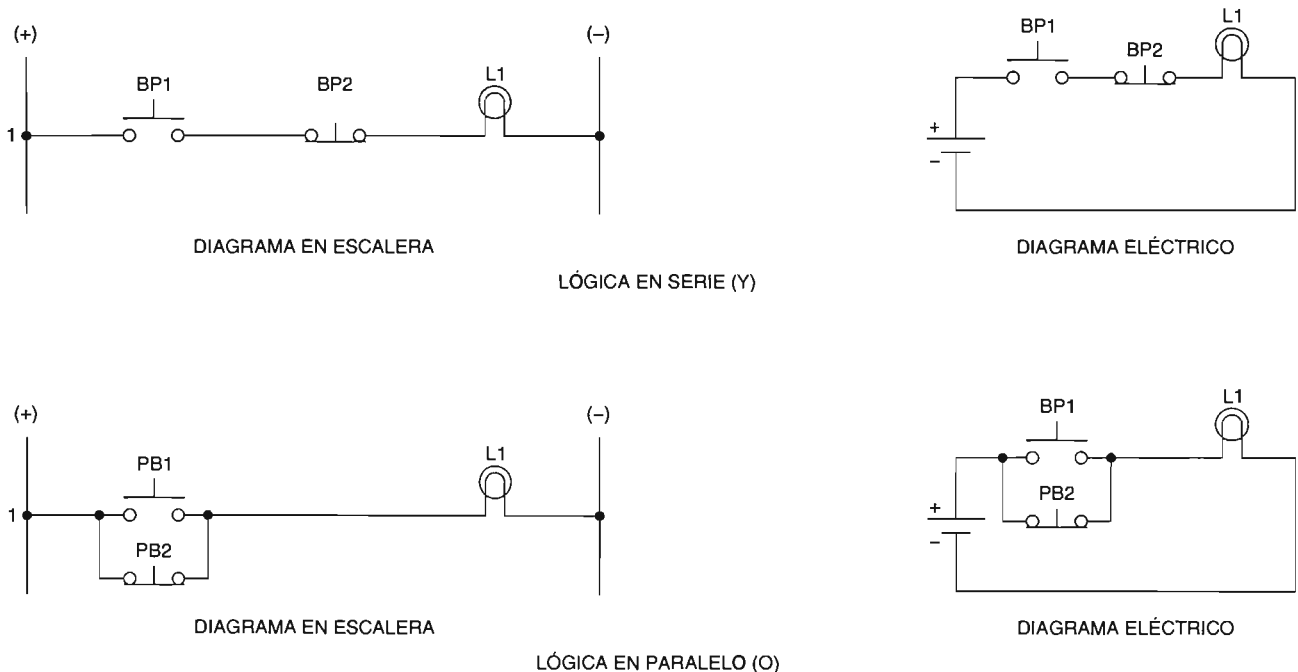 (+)
(–)
BP1
BP2
L1
1
DIAGRAMA EN ESCALERA
BP1
BP2
L1
+
–
DIAGRAMA ELÉCTRICO
LÓGICA EN SERIE (Y)
(+)
(–)
PB1
L1
1
PB2
DIAGRAMA EN ESCALERA
BP1
L1
PB2
+
–
DIAGRAMA ELÉCTRICO
LÓGICA EN PARALELO (O)